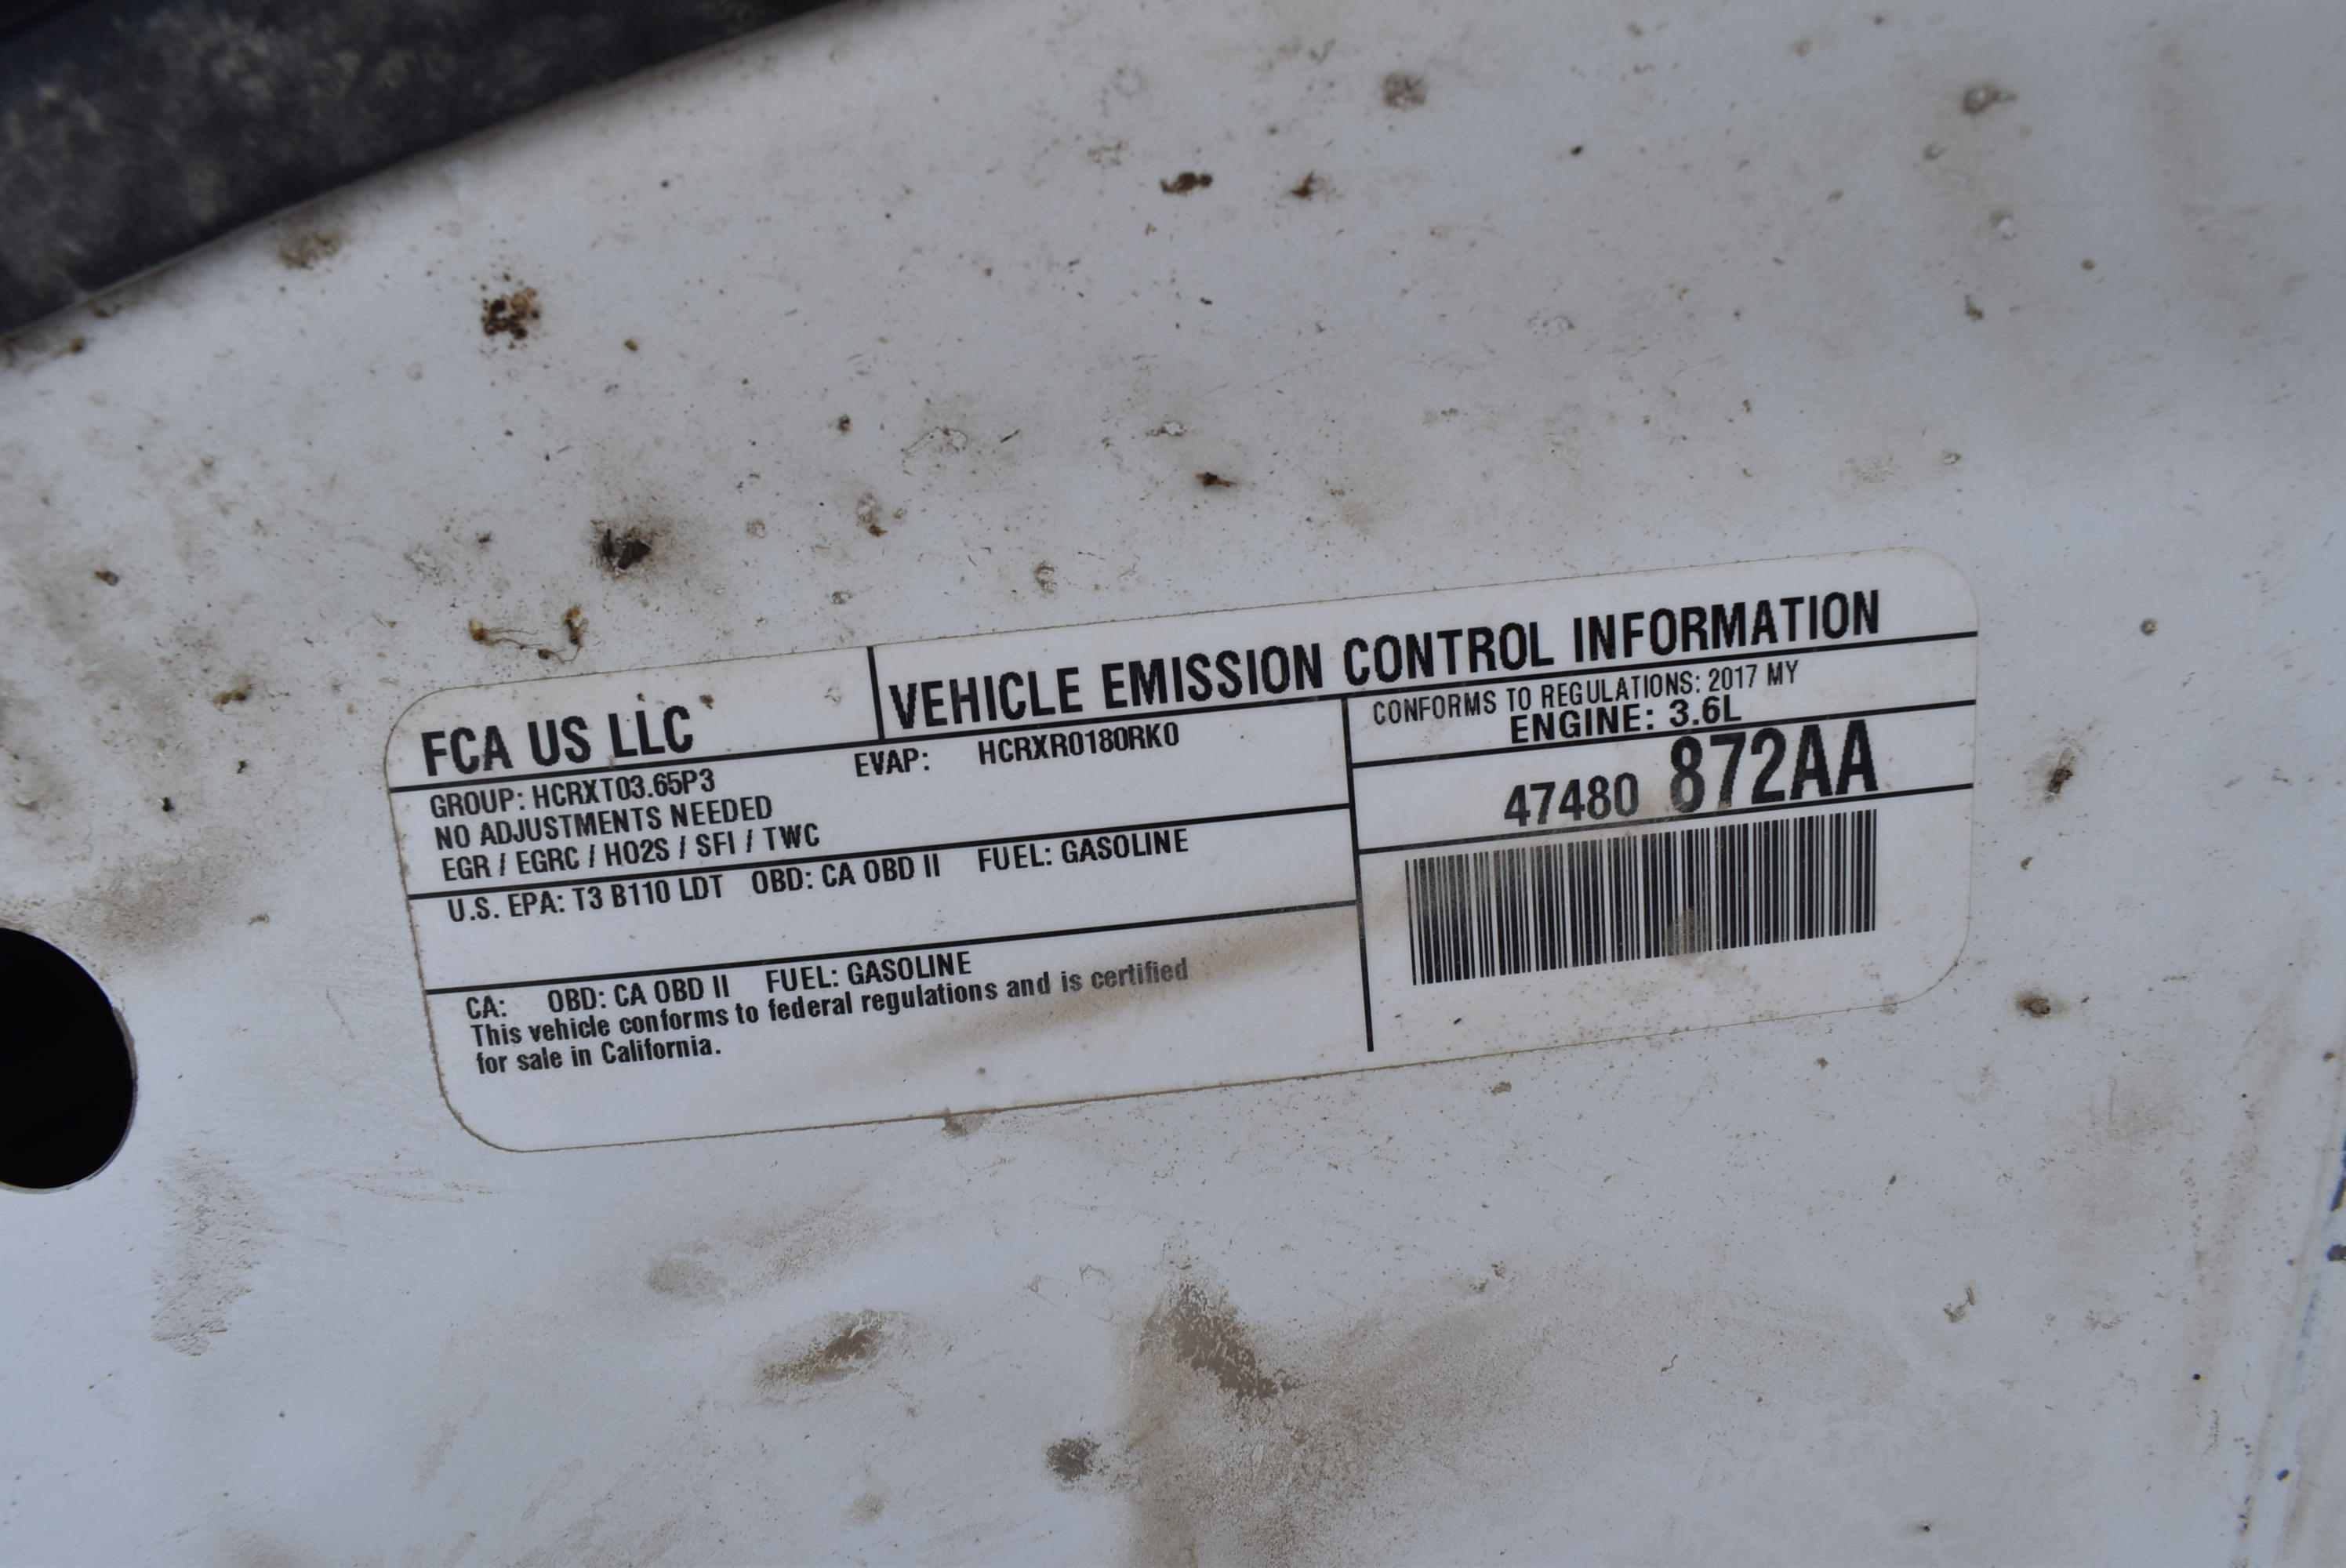 FCA US LLC
VEHICLE EMISSION CONTROL INFORMATION
GROUP: HCRXT03.65P3 EVAP: HCRXR0180RK0
NO ADJUSTMENTS NEEDED
EGR / EGRC / HO2S / SFI / TWC
U.S. EPA: T3 B110 LDT OBD: CA OBD II FUEL: GASOLINE
CA: OBD: CA OBD II FUEL: GASOLINE
This vehicle conforms to federal regulations and is certified
for sale in California.
CONFORMS TO REGULATIONS: 2017 MY
ENGINE: 3.6L
47480 872AA